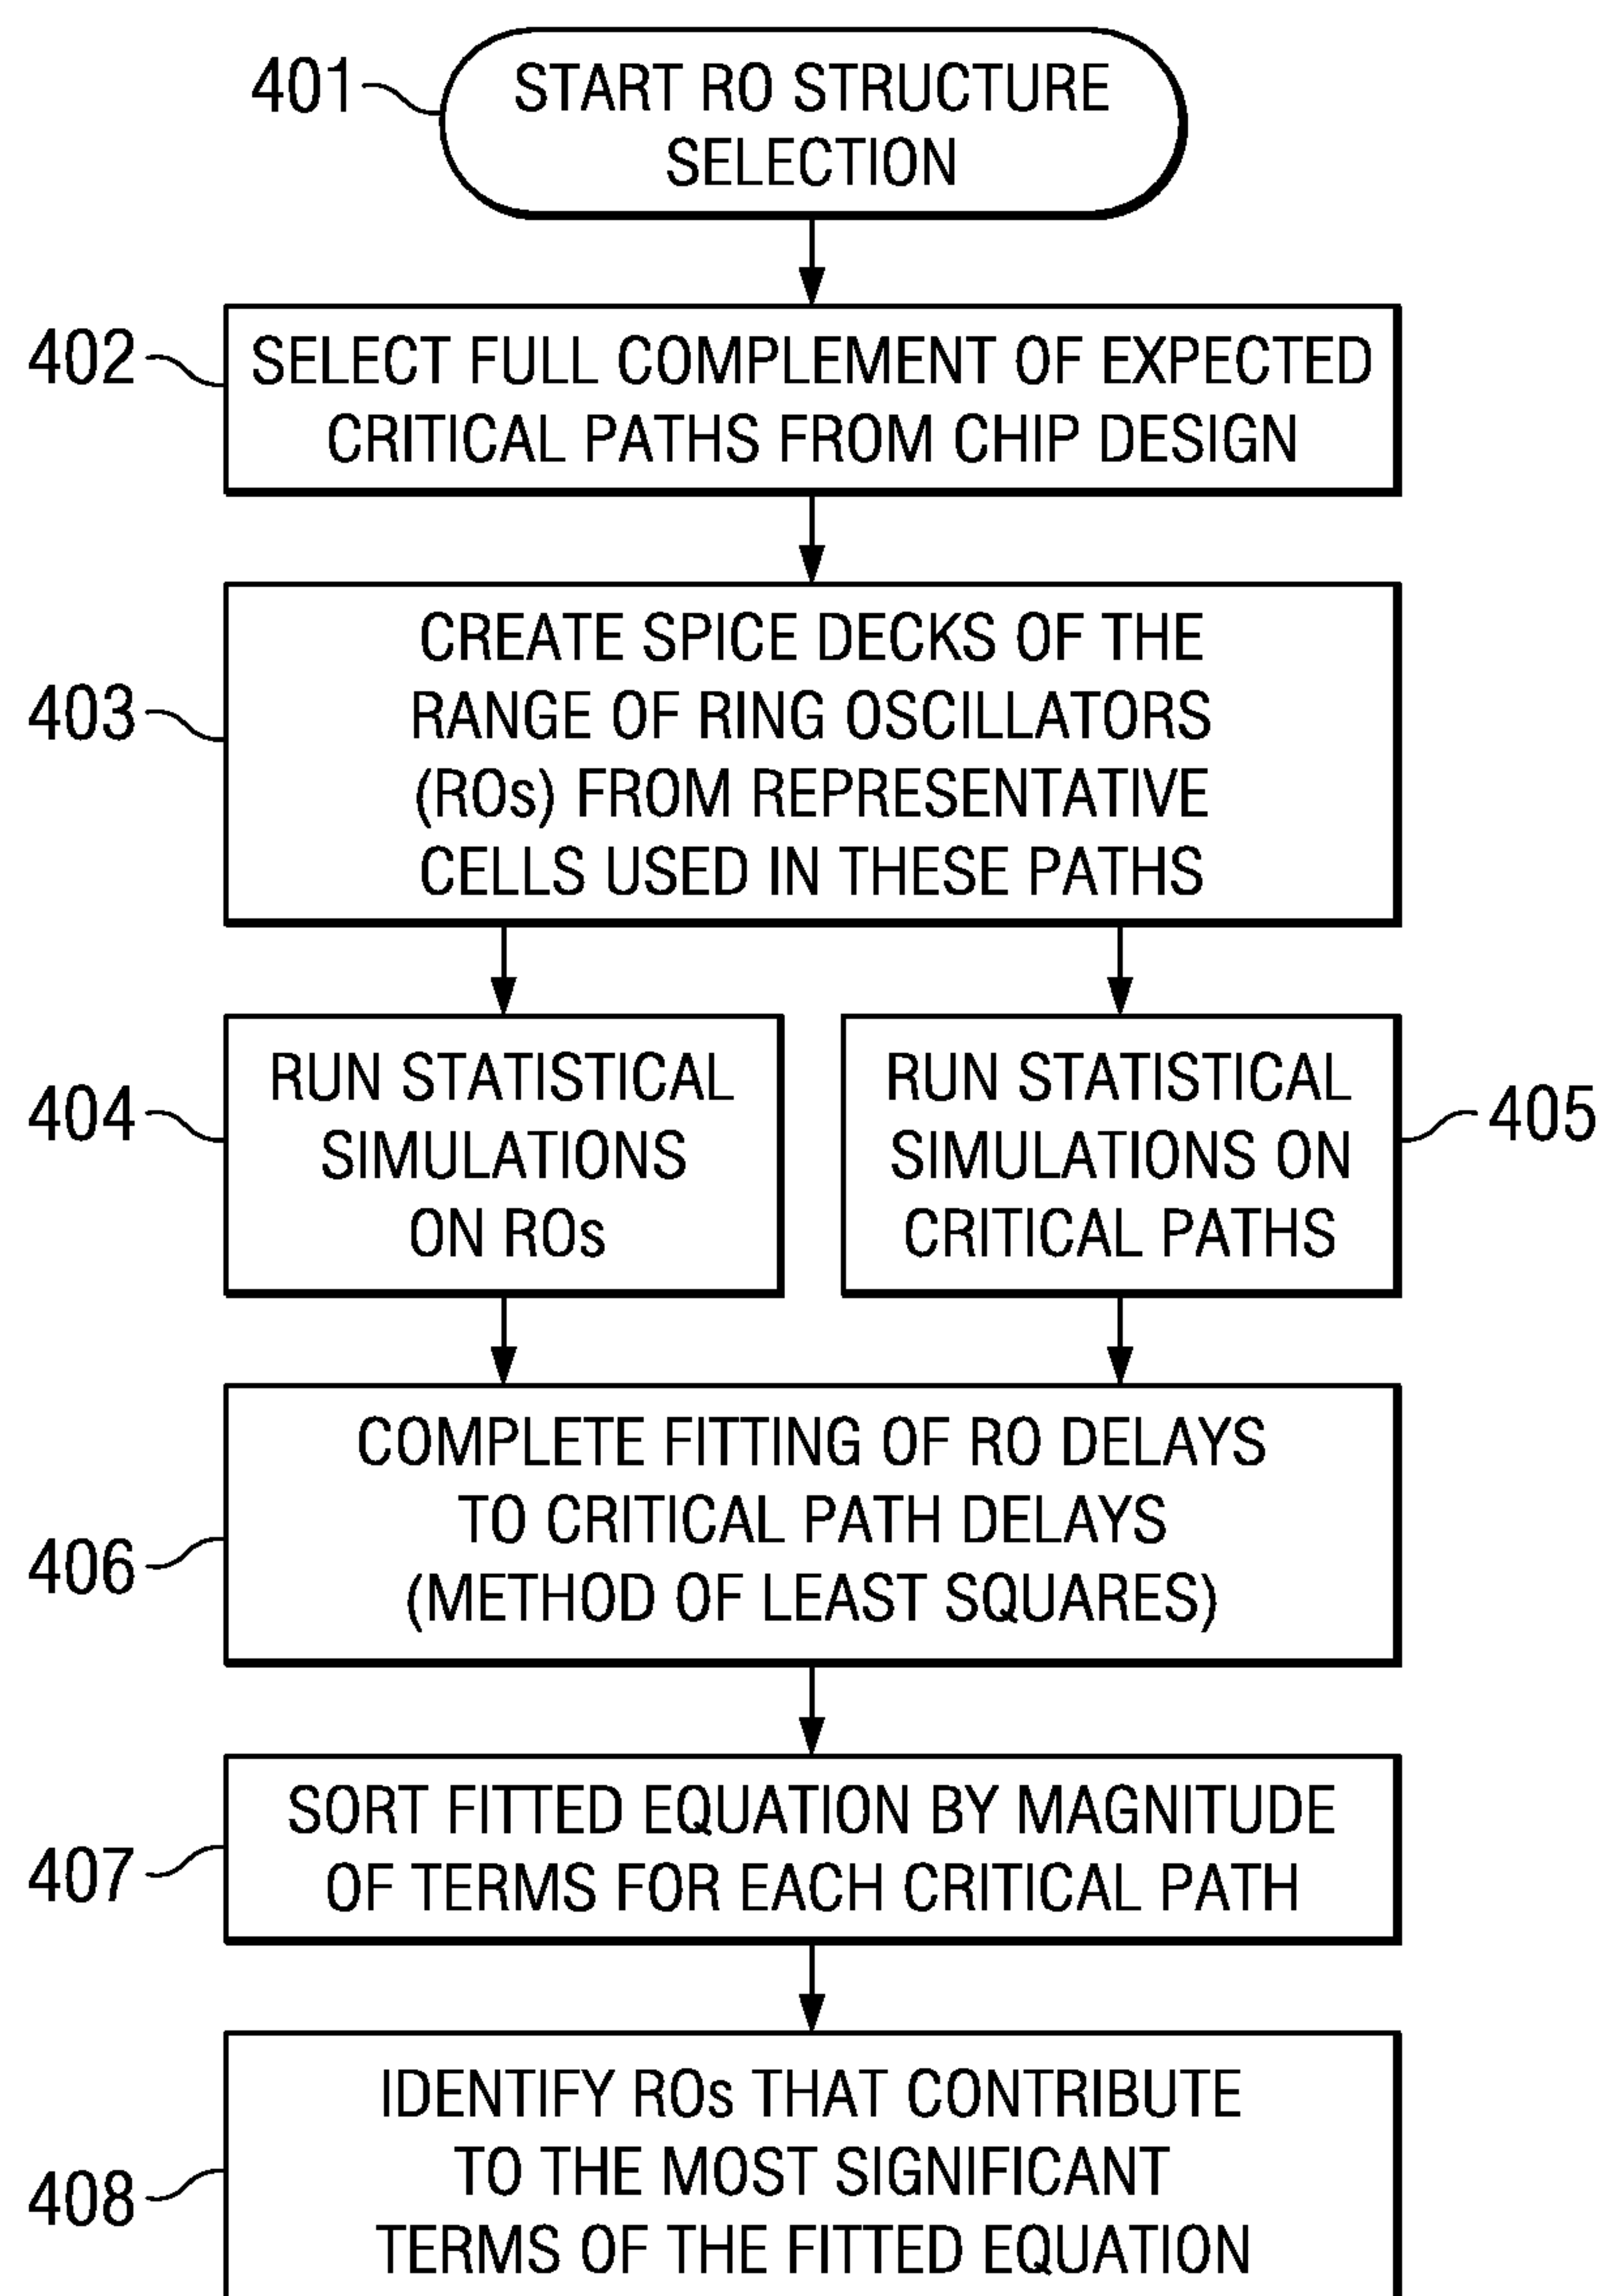 401
START RO STRUCTURE
SELECTION
402
SELECT FULL COMPLEMENT OF EXPECTED
CRITICAL PATHS FROM CHIP DESIGN
403
CREATE SPICE DECKS OF THE
RANGE OF RING OSCILLATORS
(ROs) FROM REPRESENTATIVE
CELLS USED IN THESE PATHS
404
RUN STATISTICAL
SIMULATIONS
ON ROs
RUN STATISTICAL
SIMULATIONS ON
CRITICAL PATHS
405
406
COMPLETE FITTING OF RO DELAYS
TO CRITICAL PATH DELAYS
(METHOD OF LEAST SQUARES)
407
SORT FITTED EQUATION BY MAGNITUDE
OF TERMS FOR EACH CRITICAL PATH
408
IDENTIFY ROs THAT CONTRIBUTE
TO THE MOST SIGNIFICANT
TERMS OF THE FITTED EQUATION